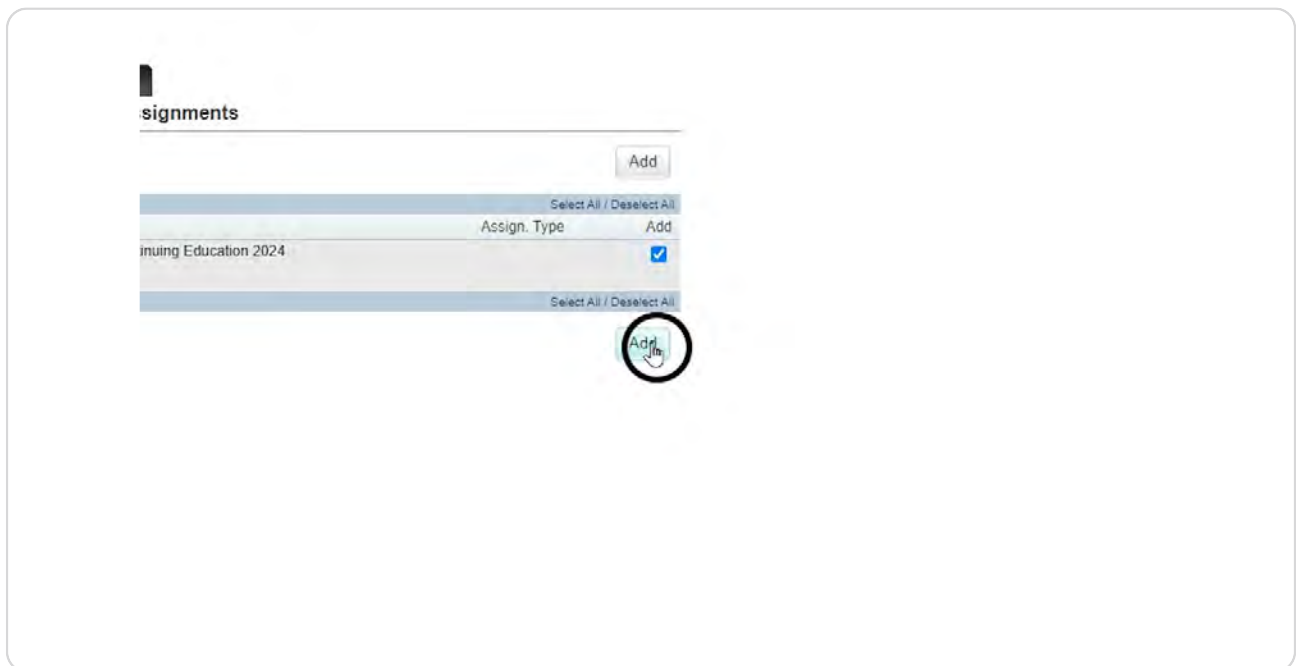 signments
Add
Select All / Deselect All
Assign. Type Add
inuing Education 2024
Select All / Deselect All
Add